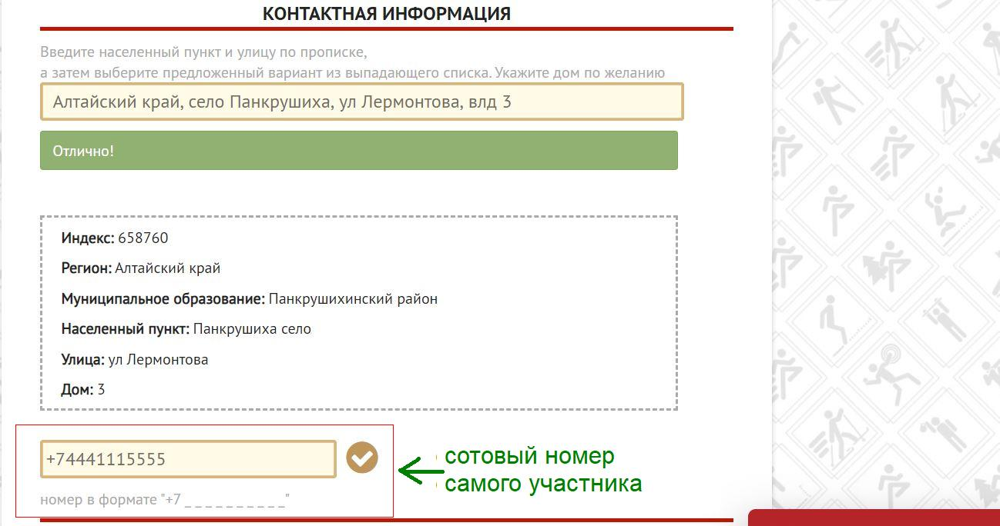 КОНТАКТНАЯ ИНФОРМАЦИЯ
Введите населенный пункт и улицу по прописке,
а затем выберите предложенный вариант из выпадающего списка. Укажите дом по желанию
Алтайский край, село Панкрушиха, ул Лермонтова, влд 3
Отлично!
Индекс: 658760
Регион: Алтайский край
Муниципальное образование: Панкрушихинский район
Населенный пункт: Панкрушиха село
Улица: ул Лермонтова
Дом: 3
+74441115555
сотовый номер
самого участника
номер в формате "+7 _ _ _ _ _ _ _ _ _ _"